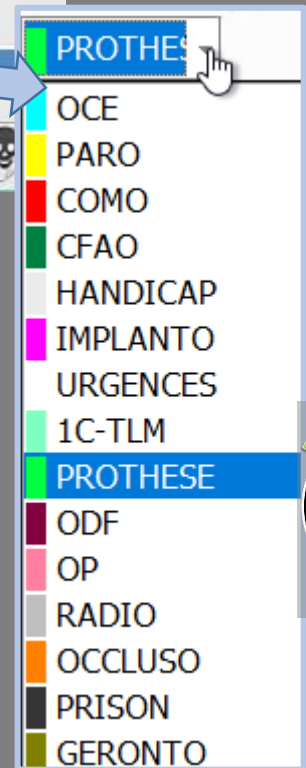 PROTHES
OCE
PARO
COMO
CFAO
HANDICAP
IMPLANTO
URGENCES
1C-TLM
PROTHESE
ODF
OP
RADIO
OCCLUSO
PRISON
GERONTO